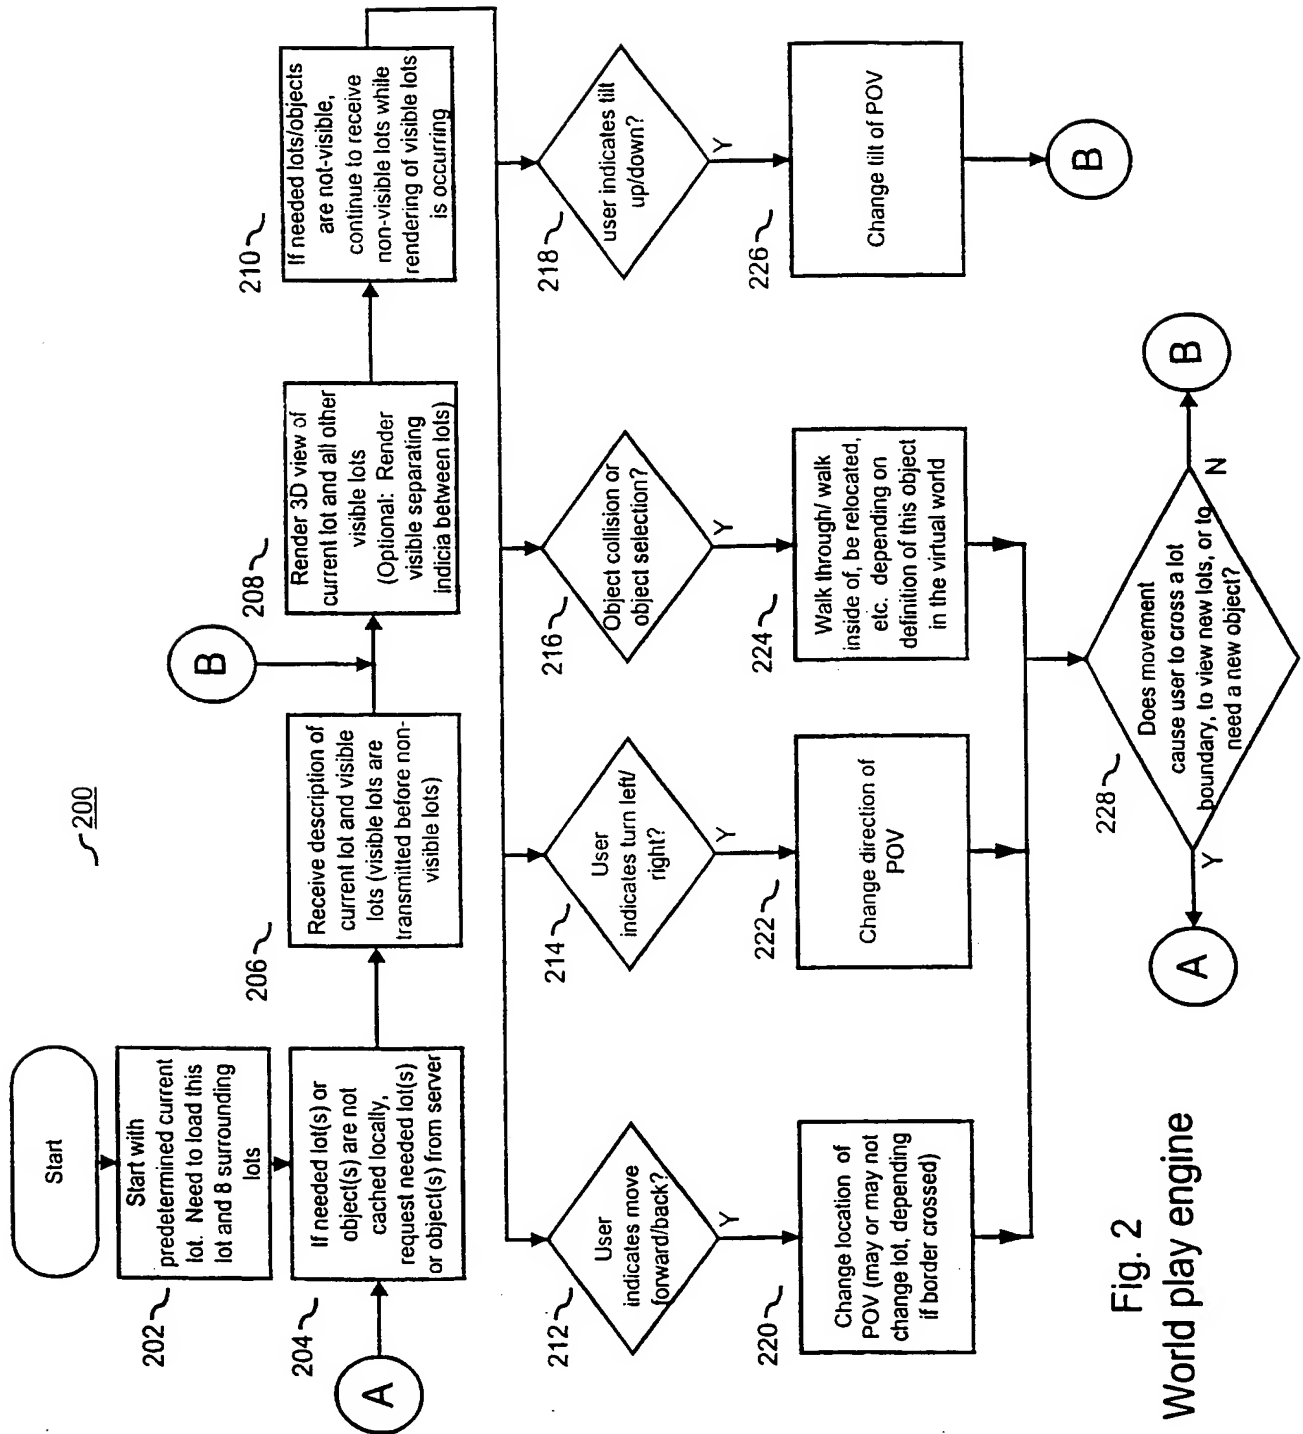 200
Start
202
Start with
predetermined current
lot. Need to load this
lot and 8 surrounding
lots
A
204
If needed lot(s) or
object(s) are not
cached locally,
request needed lot(s)
or object(s) from server
206
Receive description of
current lot and visible
lots (visible lots are
transmitted before non-
visible lots)
B
208
Render 3D view of
current lot and all other
visible lots
(Optional: Render
visible separating
indicia between lots)
210
If needed lots/objects
are not-visible,
continue to receive
non-visible lots while
rendering of visible lots
is occurring
212
User
indicates move
forward/back?
Y
214
User
indicates turn left/
right?
Y
216
Object collision or
object selection?
Y
218
user indicates tilt
up/down?
Y
220
Change location of
POV (may or may not
change lot, depending
if border crossed)
222
Change direction of
POV
224
Walk through/ walk
inside of, be relocated,
etc. depending on
definition of this object
in the virtual world
226
Change tilt of POV
B
228
Does movement
cause user to cross a lot
boundary, to view new lots, or to
need a new object?
Y
A
N
B
Fig. 2
World play engine